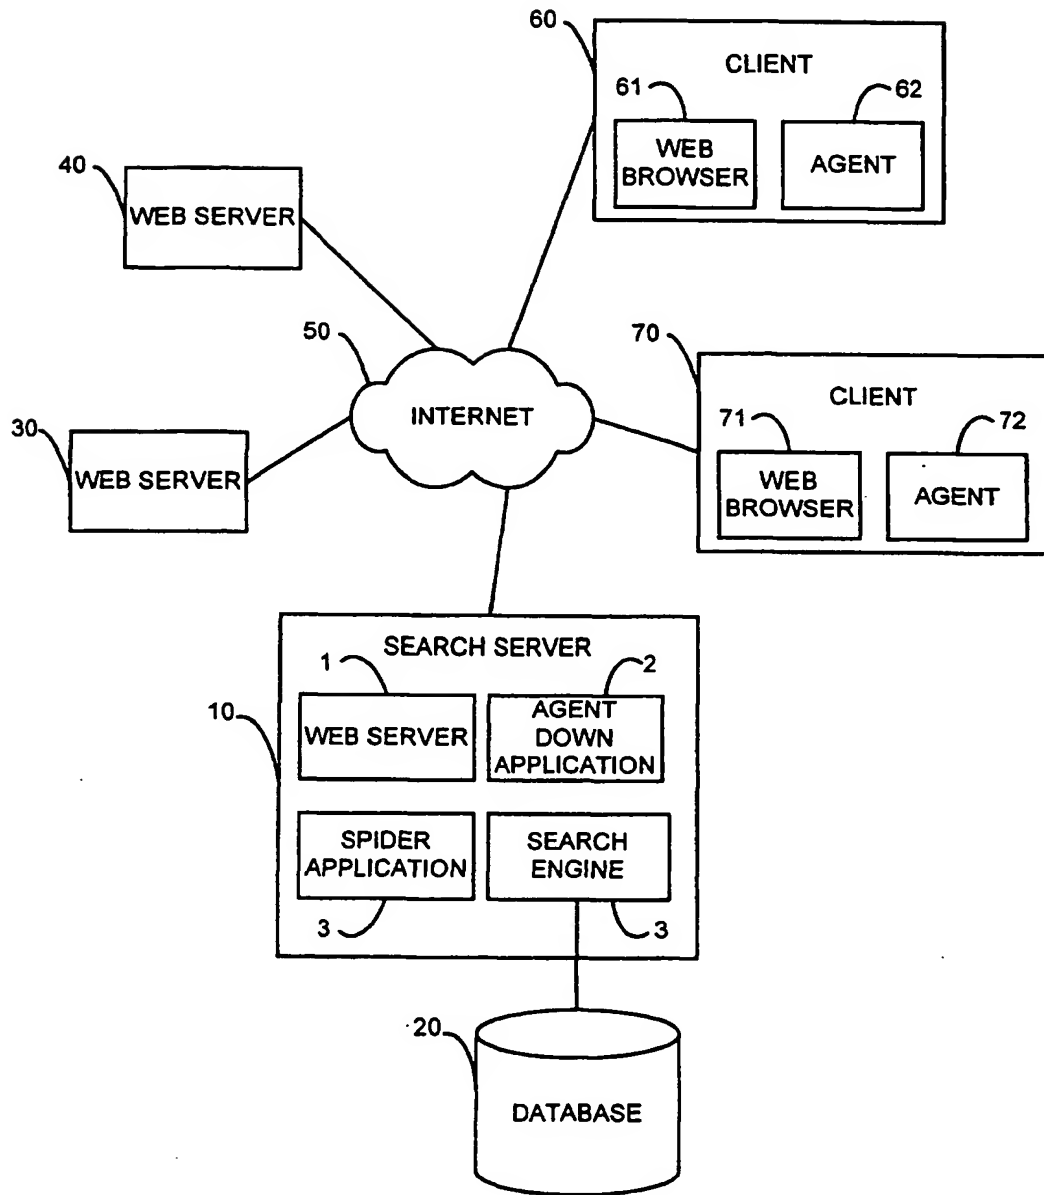 60
CLIENT
61
62
WEB
BROWSER
AGENT
40
WEB SERVER
50
INTERNET
70
CLIENT
71
72
WEB
BROWSER
AGENT
30
WEB SERVER
SEARCH SERVER
1
2
10
WEB SERVER
AGENT
DOWN
APPLICATION
SPIDER
APPLICATION
SEARCH
ENGINE
3
3
20
DATABASE